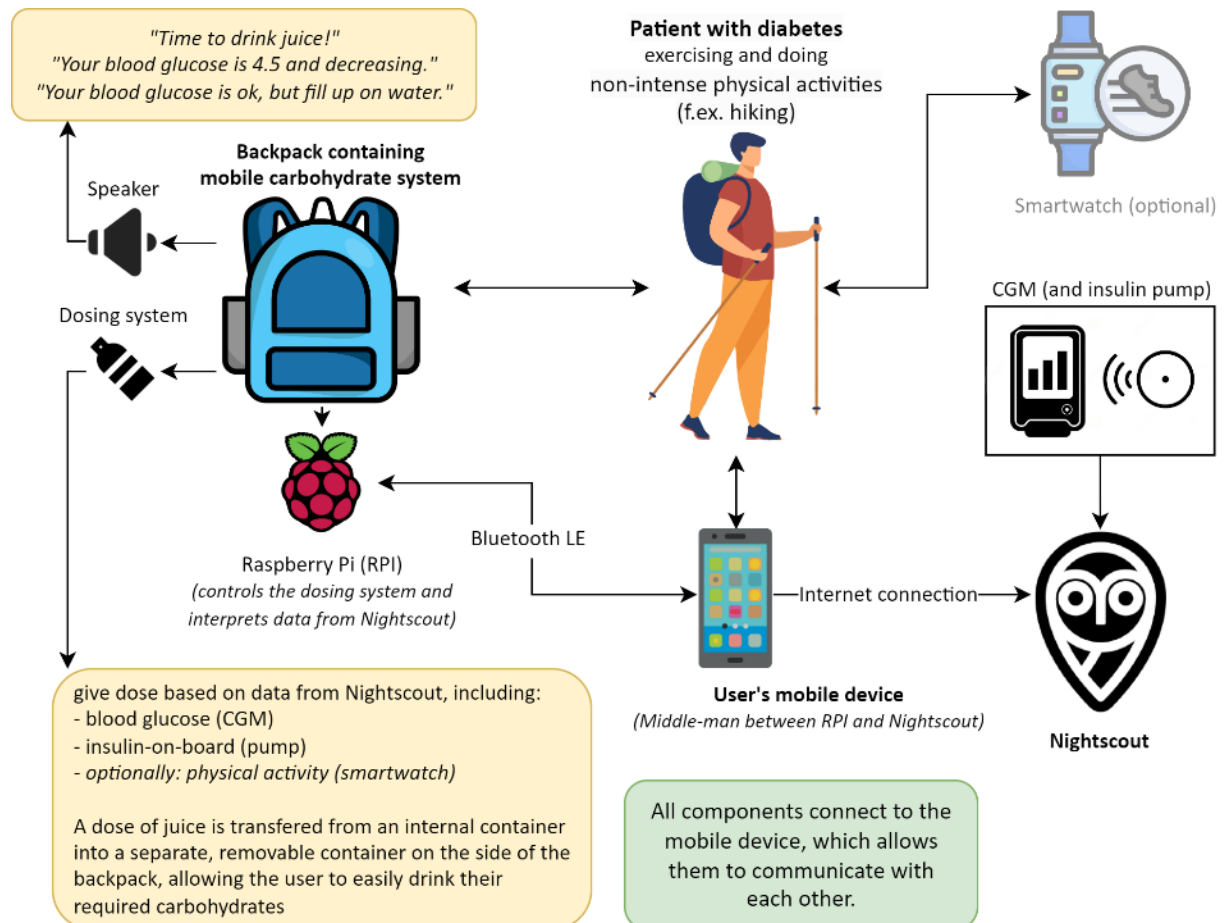 "Time to drink juice!"
"Your blood glucose is 4.5 and decreasing."
"Your blood glucose is ok, but fill up on water."
Patient with diabetes
exercising and doing
non-intense physical activities
(f.ex. hiking)
Smartwatch (optional)
Backpack containing
mobile carbohydrate system
Speaker
Dosing system
CGM (and insulin pump)
Bluetooth LE
Raspberry Pi (RPI)
(controls the dosing system and
interprets data from Nightscout)
Internet connection
User's mobile device
(Middle-man between RPI and Nightscout)
Nightscout
give dose based on data from Nightscout, including:
- blood glucose (CGM)
- insulin-on-board (pump)
- optionally: physical activity (smartwatch)
A dose of juice is transfered from an internal container
into a separate, removable container on the side of the
backpack, allowing the user to easily drink their
required carbohydrates
All components connect to the
mobile device, which allows
them to communicate with
each other.